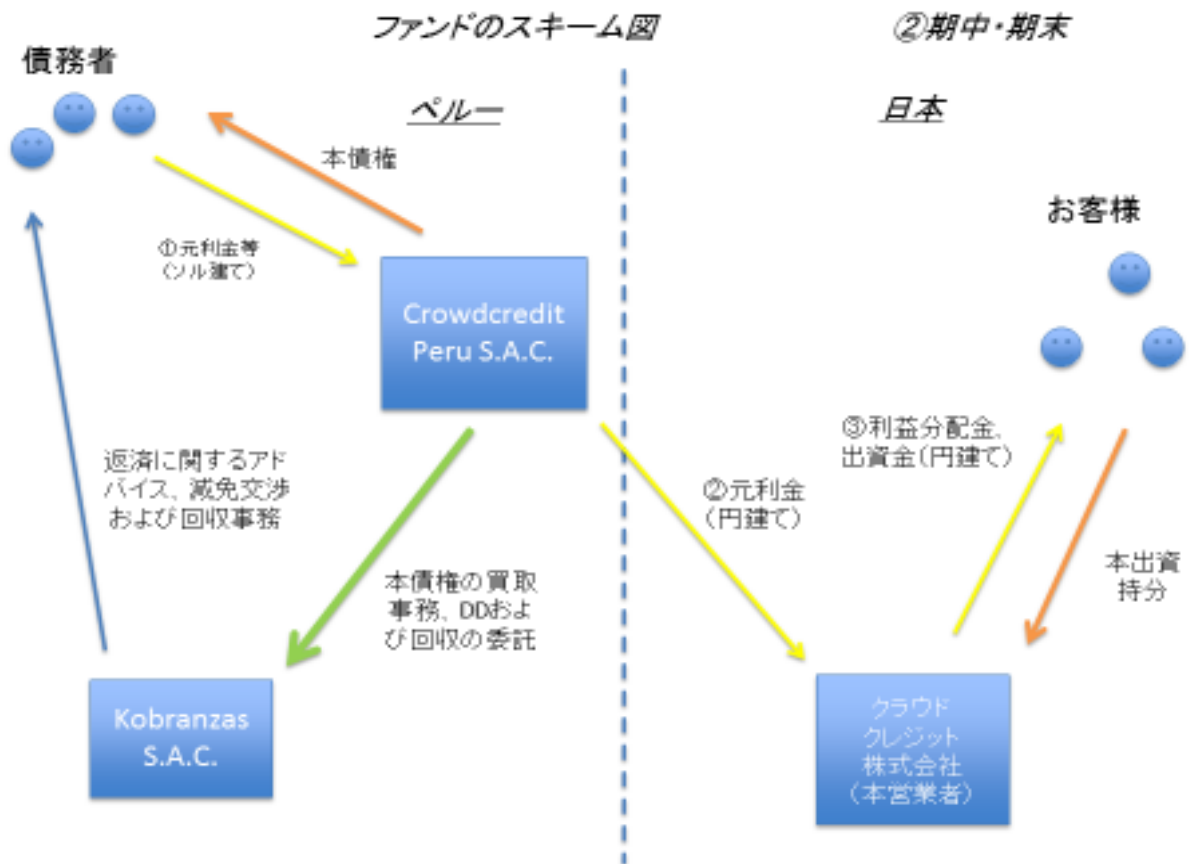 ファンドのスキーム図
②期中・期末
債務者
ペルー
日本
本債権
お客様
①元利金等
(ソル建て)
Crowdcredit
Peru S.A.C.
③利益分配金、
出資金(円建て)
返済に関するアド
バイス、減免交渉
および回収事務
②元利金
(円建て)
本債権の買取
事務、DDおよ
び回収の委託
本出資
持分
Kobranzas
S.A.C.
クラウド
クレジット
株式会社
(本営業者)